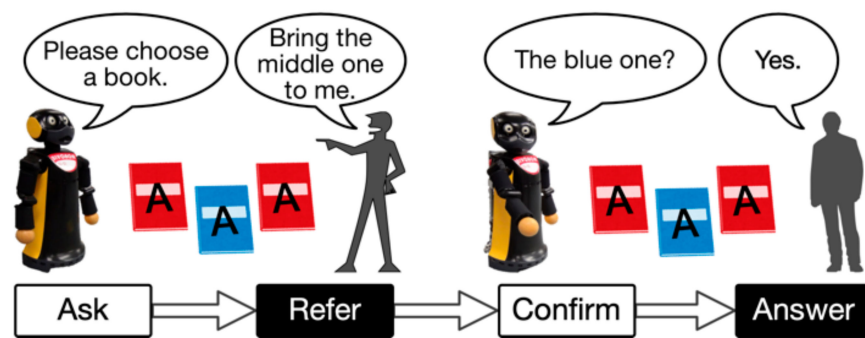 Please choose
a book.
Bring the
middle one
to me.
The blue one?
Yes.
A
A
A
A
A
A
Ask
Refer
Confirm
Answer